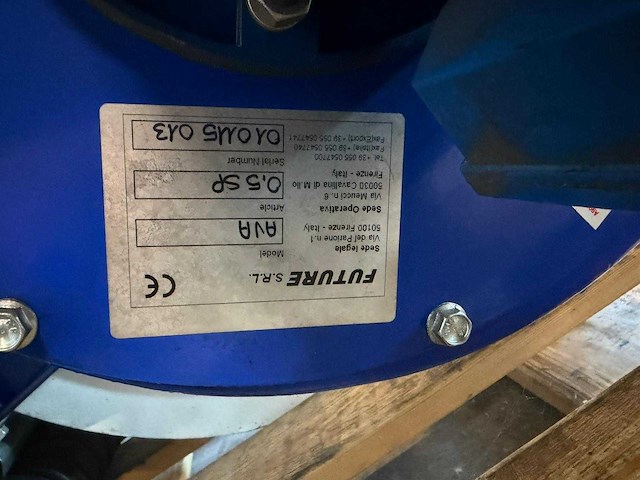 FUTURE S.R.L.
CE
Sede legale
Via del Parione n.1
50100 Firenze - Italy
Sede Operativa
Via Meucci n.6
50030 Cavallina di M.llo
Firenze - Italy
Tel +39 055 0547700
Fax(Italia)+39 055 0547740
Fax(Export)+39 055 0547741
Model
AVA
Article
0,5 SP
Serial Number
010115 013